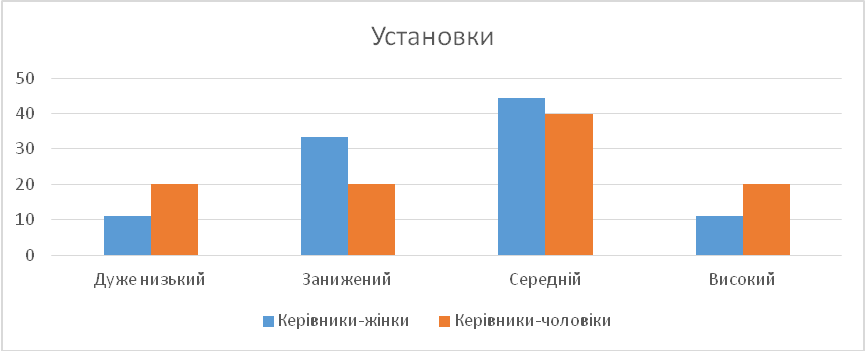 Установки
50
40
30
20
10
0
Дуже низький Занижений Середній Високий
Керівники-жінки Керівники-чоловіки